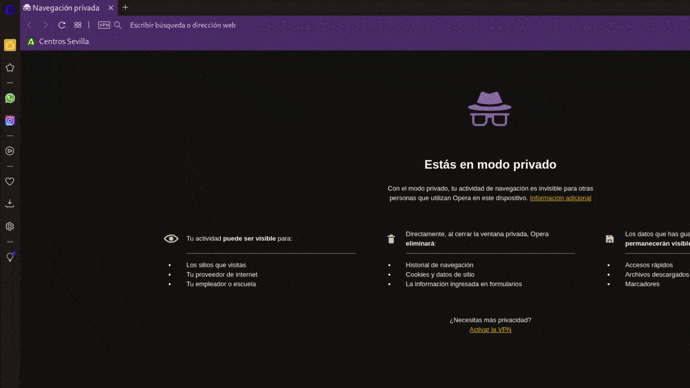 Navegación privada
VPN
Escribir búsqueda o dirección web
Centros Sevilla
Estás en modo privado
Con el modo privado, tu actividad de navegación es invisible para otras
personas que utilizan Opera en este dispositivo. Información adicional
Tu actividad puede ser visible para:
Los sitios que visitas
Tu proveedor de internet
Tu empleador o escuela
Directamente, al cerrar la ventana privada, Opera
eliminará:
Historial de navegación
Cookies y datos de sitio
La información ingresada en formularios
Los datos que has gua
permanecerán visible
Accesos rápidos
Archivos descargados
Marcadores
¿Necesitas más privacidad?
Activar la VPN